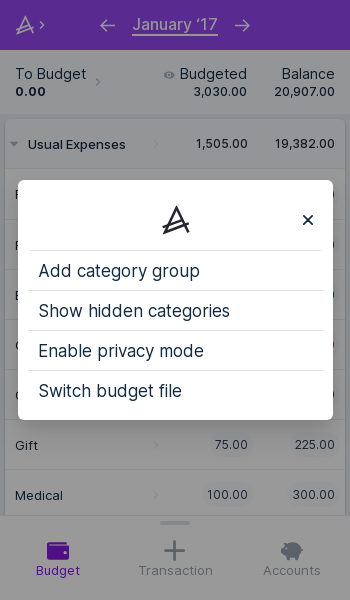 January ‘17
To Budget
Budgeted
Balance
0.00
3,030.00
20,907.00
Usual Expenses
1,505.00
19,382.00
Add category group
Show hidden categories
Enable privacy mode
Switch budget file
Gift
75.00
225.00
Medical
100.00
300.00
Budget
Transaction
Accounts